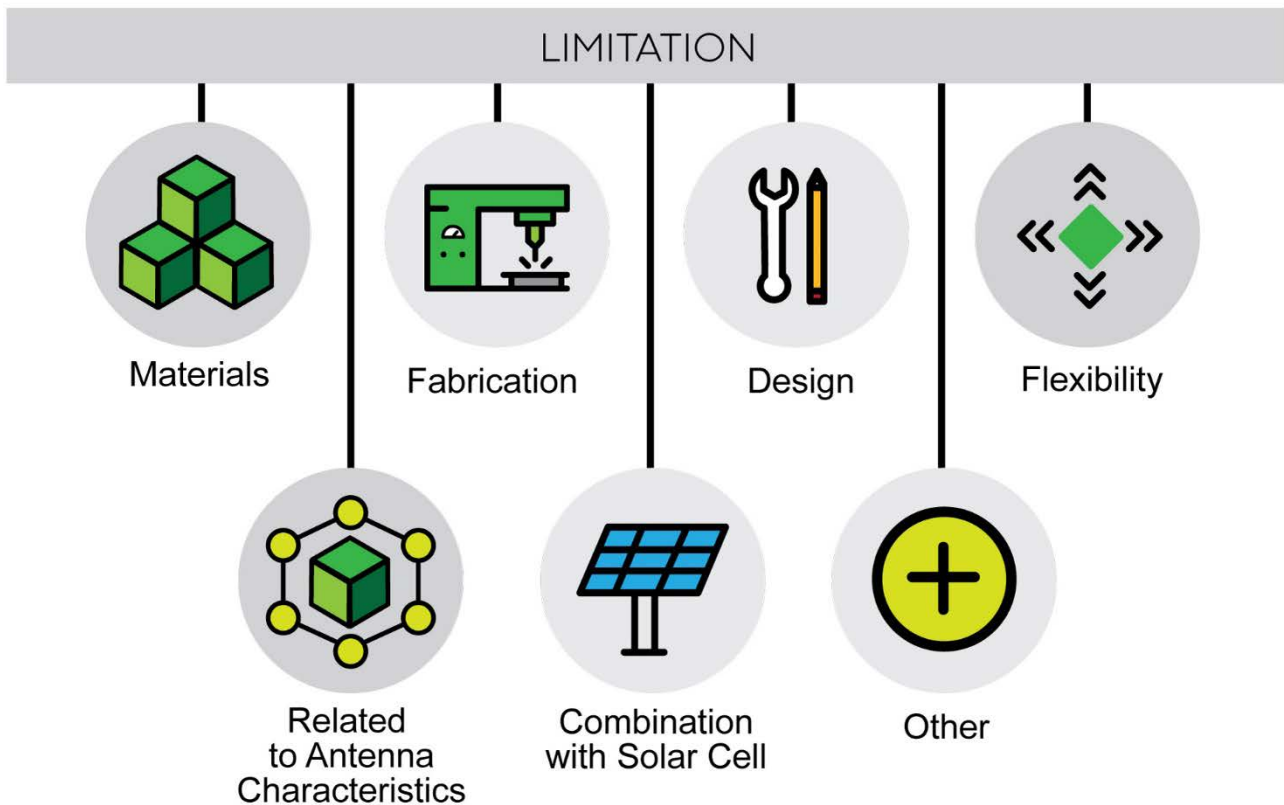 LIMITATION
Materials
Fabrication
Design
Flexibility
Related
to Antenna
Characteristics
Combination
with Solar Cell
Other